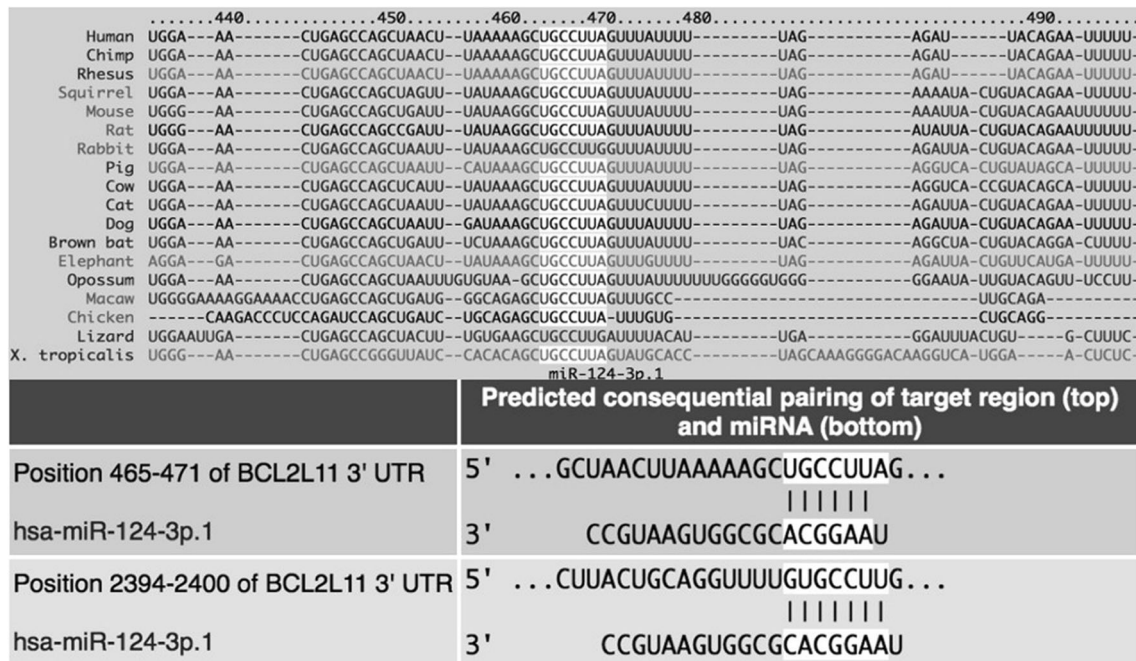 ........440..........450.........460.......470.......480...........................490.......
Human UGGA---AA-------CUGAGCCAGCUAACU--UAAAAAGCUGCCUUAGUUUAUUUU---------UAG----------AGAU------UACAGAA-UUUUU-
Chimp UGGA---AA-------CUGAGCCAGCUAACU--UAAAAAGCUGCCUUAGUUUAUUUU---------UAG----------AGAU------UACAGAA-UUUUU-
Rhesus UGGA---AA-------CUGAGCCAGCUAACU--UAAAAAGCUGCCUUAGUUUAUUUU---------UAG----------AGAU------UACAGAA-UUUUU-
Squirrel UGGA---AA-------CUGAGCCAGCUAGUU--UAUAAAGCUGCCUUAGUUUAUUUU---------UAG----------AAAAUA-CUGUACAGAA-UUUUU-
Mouse UGGG---AA-------CUGAGCCAGCUGAUU--UAUAAGGCUGCCUUAGUUUAUUUU---------UAG----------AAAUUA-CUGUACAGAAUUUUUU-
Rat UGGG---AA-------CUGAGCCAGCCGAUU--UAUAAGGCUGCCUUAGUUUAUUUU---------UAG----------AUAUUA-CUGUACAGAAUUUUUU-
Rabbit UGGA---AA-------CUGAGCCAGCUGAUU--UAUAAAGCUGCCUUGGUUUAUUUU---------UAG----------AGAUUA-CUGUACAGAA-UUUUU-
Pig UGGA---AA-------CUGAGCCAGCUAAUU--CAUAAAGCUGCCUUAGUUUAUUUU---------UAG----------AGGUCA-CUGUAUAGCA-UUUUU-
Cow UGGA---AA-------CUGAGCCAGCUCAUU--UAUAAAGCUGCCUUAGUUUAUUUU---------UAG----------AGGUCA-CCGUACAGCA-UUUUU-
Cat UGGA---AA-------CUGAGCCAGCUAAUU--UAUAAAGCUGCCUUAGUUUCUUUU---------UAG----------AGAUUA-CUGUACAGAA-UUUUU-
Dog UGGA---AA-------CUGAGCCAGCUAAUU--GAUAAAGCUGCCUUAGUUUAUUUU---------UAG----------AGAUUA-CUGUACAGAA-UUUUU-
Brown bat UGGA---AA-------CUGAGCCAGCUGAUU--UCUAAAGCUGCCUUAGUUUAUUUU---------UAC----------AGGCUA-CUGUACAGGA-CUUUU-
Elephant AGGA---GA-------CUGAGCCAGCUAACU--UAUAAAGCUGCCUUAGUUUGUUUU---------UAG----------AGAUUA-CUGUUCAUGA-UUUUU-
Opossum UGGA---AA-------CUGAGCCAGCUAAUUUGUGUAA-GCUGCCUUAGUUUAUUUAUUUUUUUGGGGGUGGG------GGAAUA-UUGUACAGUU-UCCUU-
Macaw UGGGGAAAAGGAAAACCUGAGCCAGCUGAUG--GGCAGAGCUGCCUUAGUUUGCC-----------------------------UUGCAGA-----------
Chicken ------CAAGACCCUCCAGAUCCAGCUGAUC--UGCAGAGCUGCCUUA-UUUGUG-----------------------------CUGCAGG-----------
Lizard UGGAAUUGA-------CUGAGCCAGCUACUU--UGUGAAGCUGCCUUGAUUUUACAU---------UGA----------GGAUUUACUGU---G-CUUUC-
X. tropicalis UGGG---AA-------CUGAGCCGGGUUAUC--CACACAGCUGCCUUAGUAUGCACC---------UAGCAAAGGGGACAAGGUCA-UGGA---A-CUCUC-
miR-124-3p.1
Predicted consequential pairing of target region (top)
and miRNA (bottom)
Position 465-471 of BCL2L11 3' UTR 5' ...GCUAACUUAAAAAGCUGCCUUAG...
hsa-miR-124-3p.1 3' CCGUAAGUGGCGCACGGAAU
Position 2394-2400 of BCL2L11 3' UTR 5' ...CUUACUGCAGGUUUUGUGCCUUG...
hsa-miR-124-3p.1 3' CCGUAAGUGGCGCACGGAAU